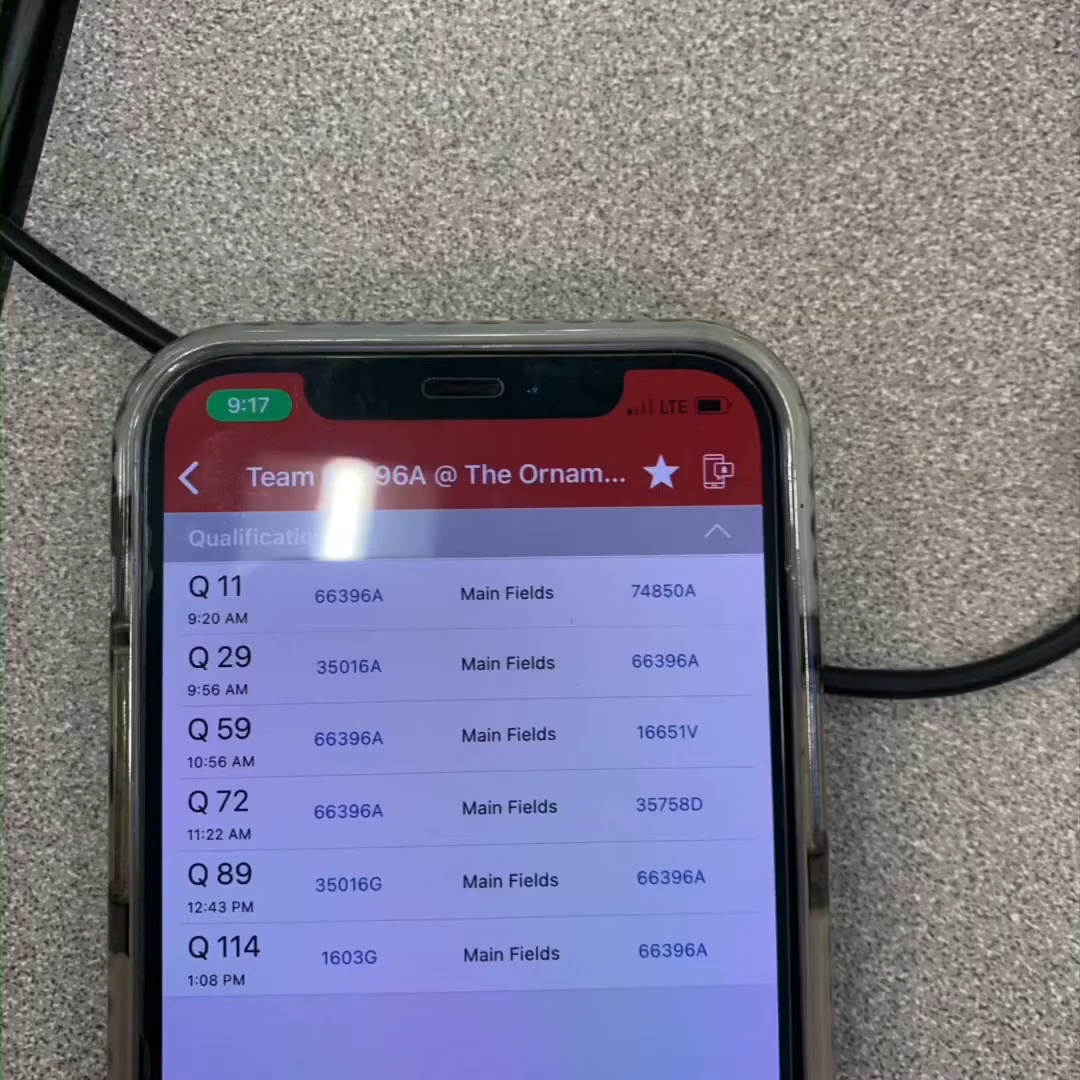 9:17
LTE
Team 96A @ The Ornam...
Q 11 66396A Main Fields 74850A
9:20 AM
Q 29 35016A Main Fields 66396A
9:56 AM
Q 59 66396A Main Fields 16651V
10:56 AM
Q 72 66396A Main Fields 35758D
11:22 AM
Q 89 35016G Main Fields 66396A
12:43 PM
Q 114 1603G Main Fields 66396A
1:08 PM